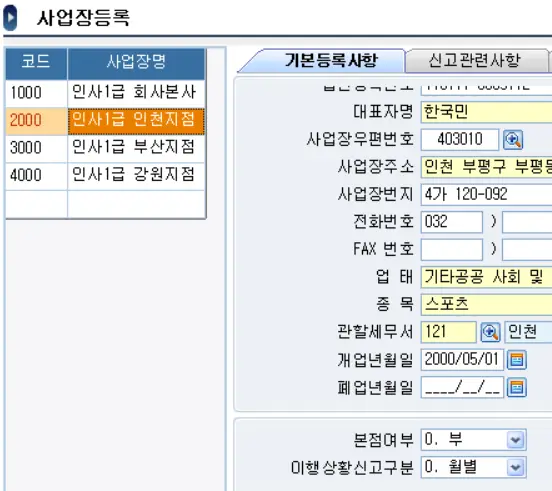 사업장등록
코드 사업장명
1000 인사1급 회사본사
2000 인사1급 인천지점
3000 인사1급 부산지점
4000 인사1급 강원지점
기본등록사항 신고관련사항
대표자명 한국민
사업장우편번호 403010
사업장주소 인천 부평구 부평동
사업장번지 4가 120-092
전화번호 032 )
FAX 번호 )
업 태 기타공공 사회 및
종 목 스포츠
관할세무서 121 인천
개업년월일 2000/05/01
폐업년월일 ____/__/__
본점여부 0. 부
이행상황신고구분 0. 월별